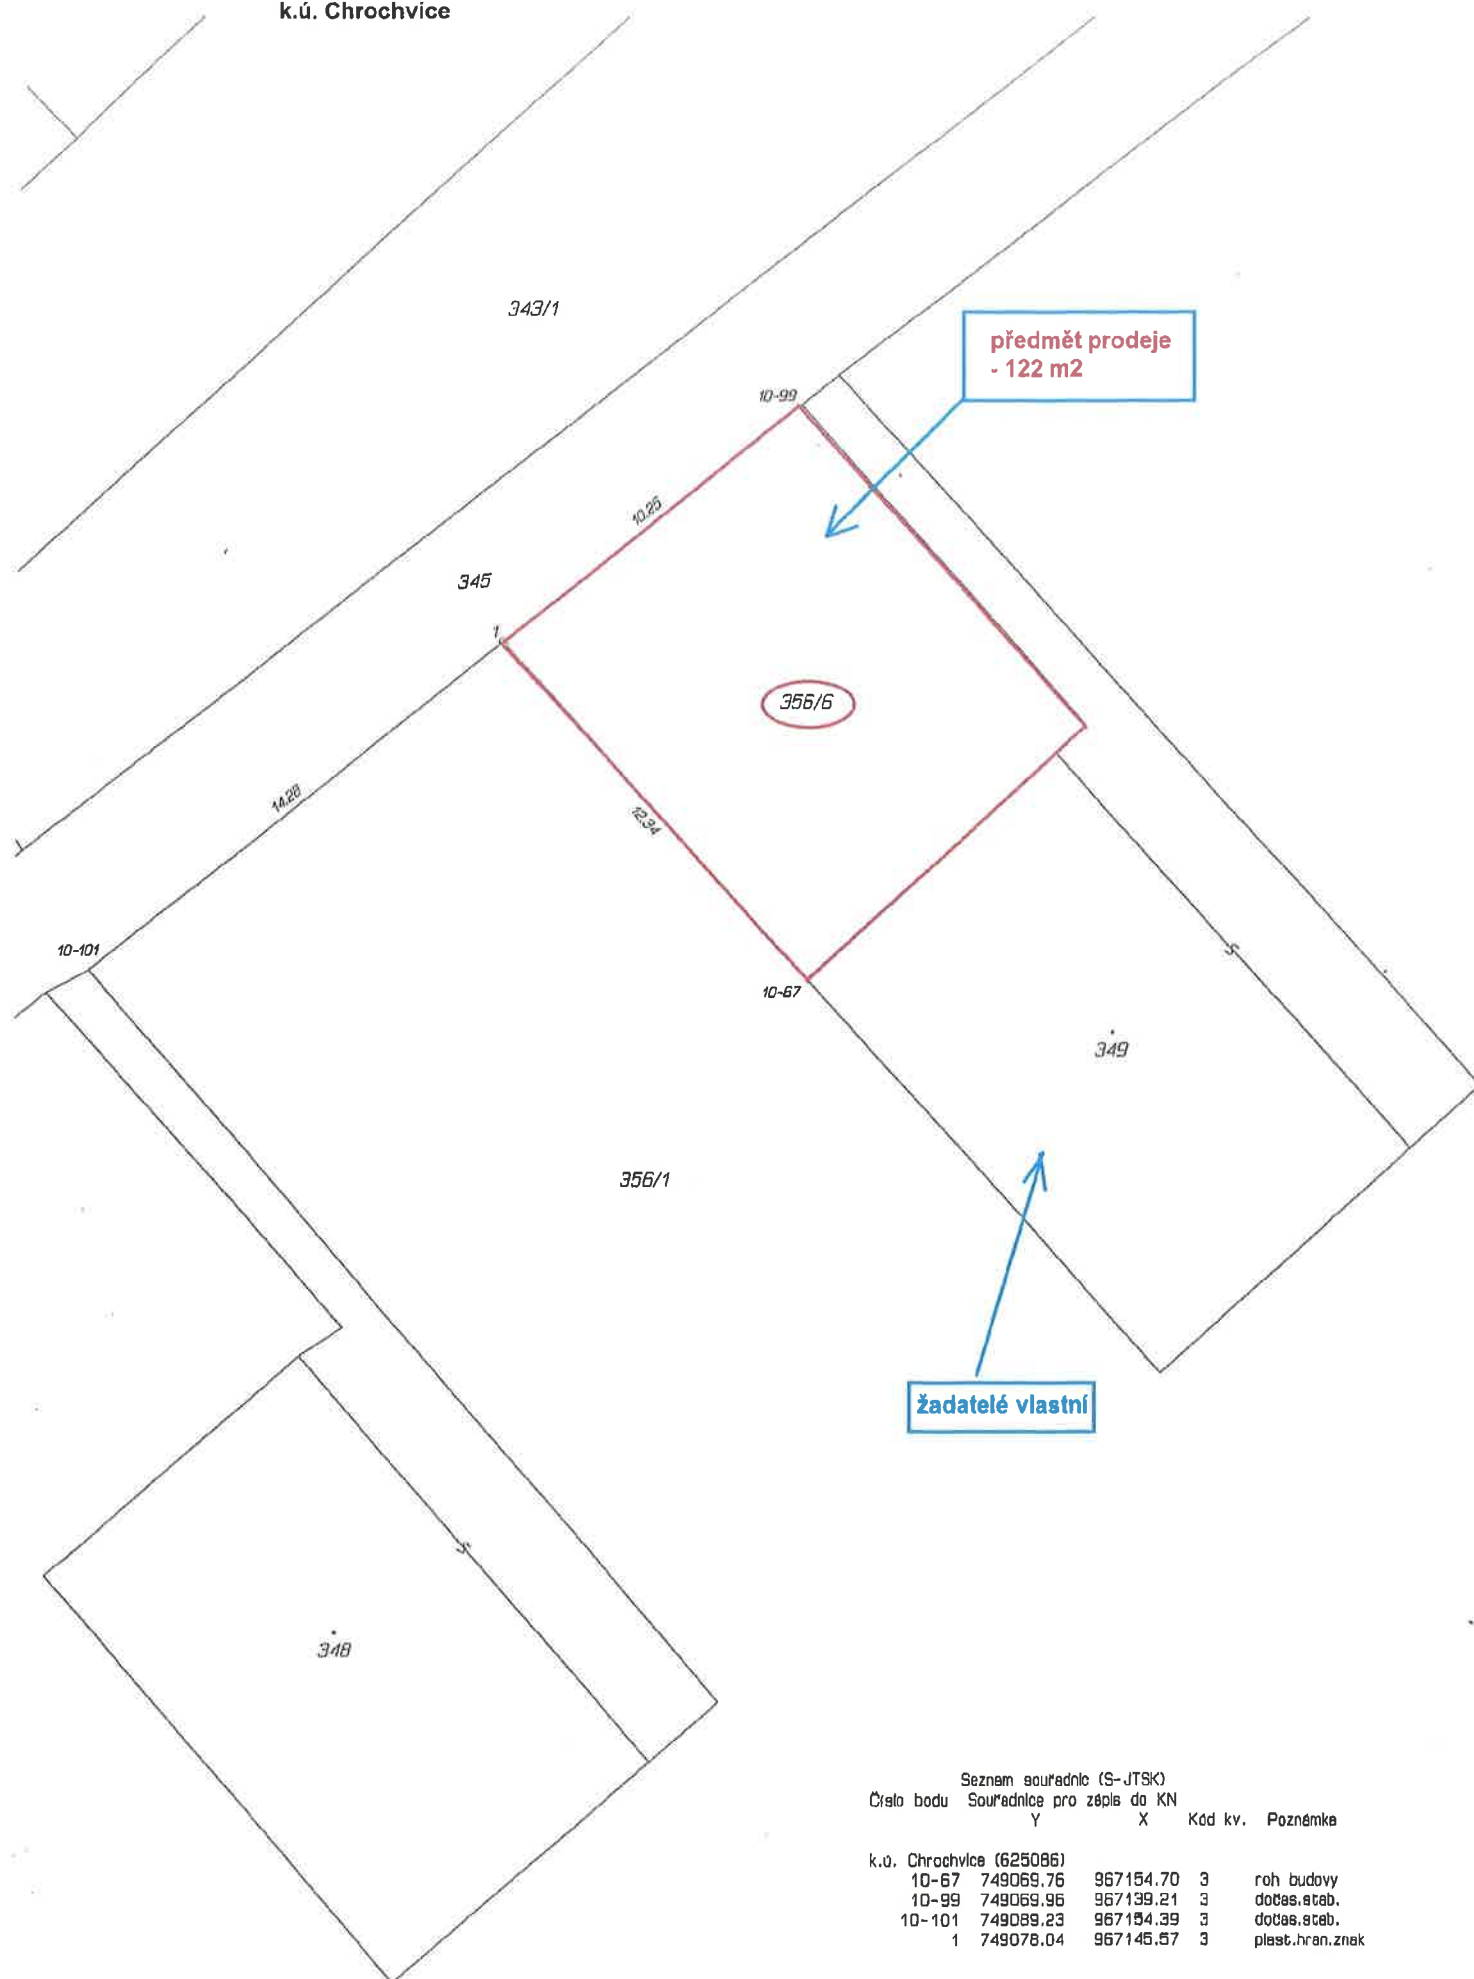 k.ú. Chrochvice
343/1
předmět prodeje
- 122 m2
10-99
10.25
345
1
356/6
14.28
12.34
10-101
10-67
349
356/1
žadatelé vlastní
348
Seznam souřadnic (S-JTSK)
Číslo bodu Souřadnice pro zápis do KN
Y X Kód kv. Poznámka
k.ú. Chrochvice (625086)
10-67 749069.76 967154.70 3 roh budovy
10-99 749069.96 967139.21 3 dočas.stab.
10-101 749089.23 967154.39 3 dočas.stab.
1 749078.04 967145.57 3 plast.hran.znak